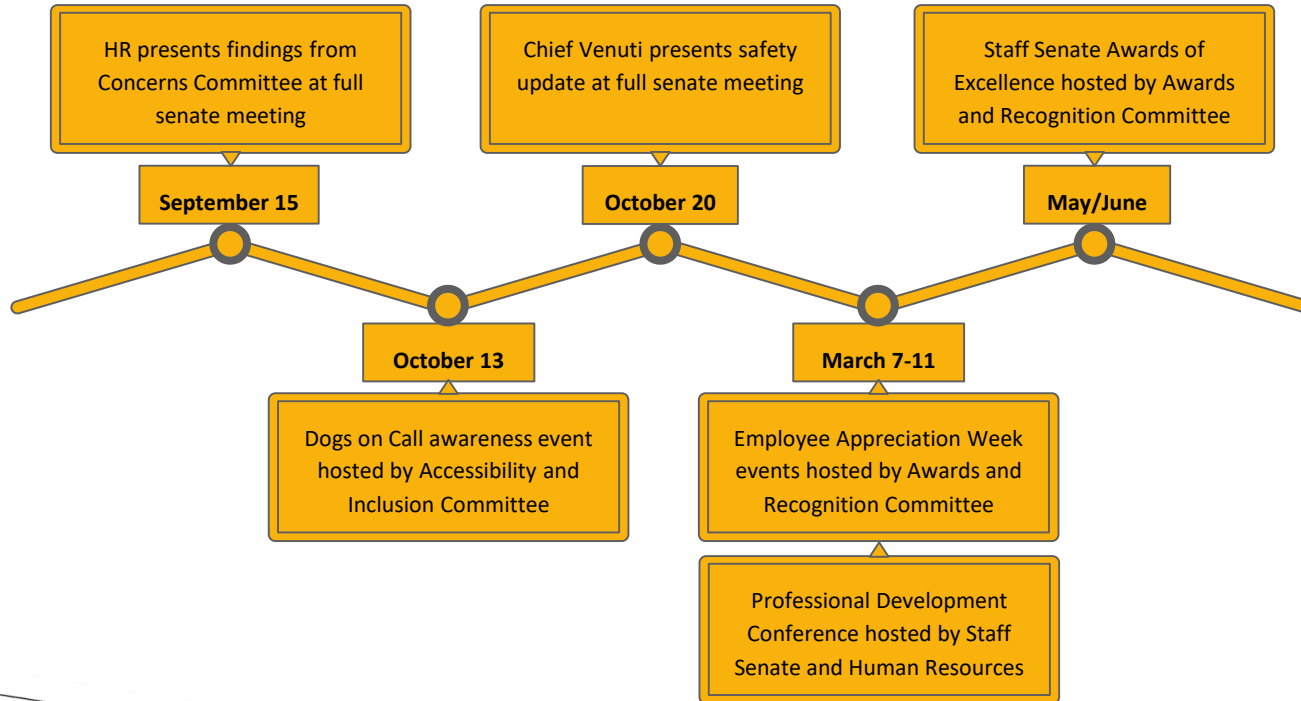 HR presents findings from
Concerns Committee at full
senate meeting
September 15
Dogs on Call awareness event
hosted by Accessibility and
Inclusion Committee
October 13
Chief Venuti presents safety
update at full senate meeting
October 20
March 7-11
Employee Appreciation Week
events hosted by Awards and
Recognition Committee
Professional Development
Conference hosted by Staff
Senate and Human Resources
Staff Senate Awards of
Excellence hosted by Awards
and Recognition Committee
May/June